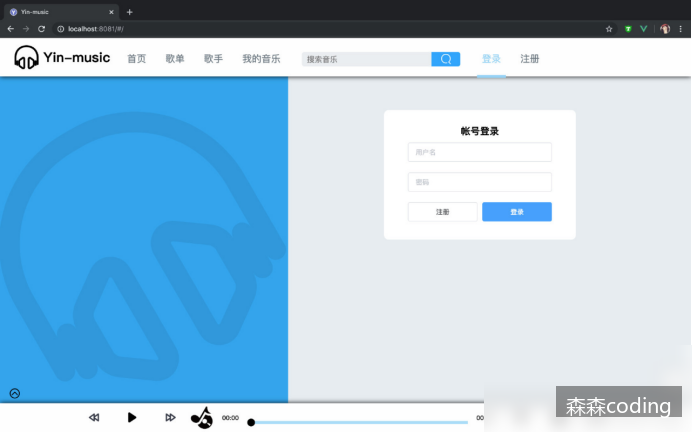 Yin-music
localhost:8081/#/
Yin-music
首页 歌单 歌手 我的音乐 搜索音乐 登录 注册
帐号登录
用户名
密码
注册 登录
00:00 00
森森coding